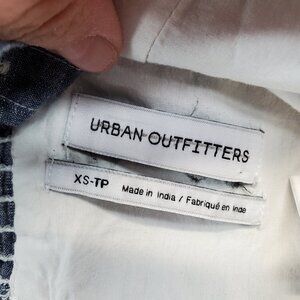 URBAN OUTFITTERS
XS-TP Made in India / Fabriqué en Inde